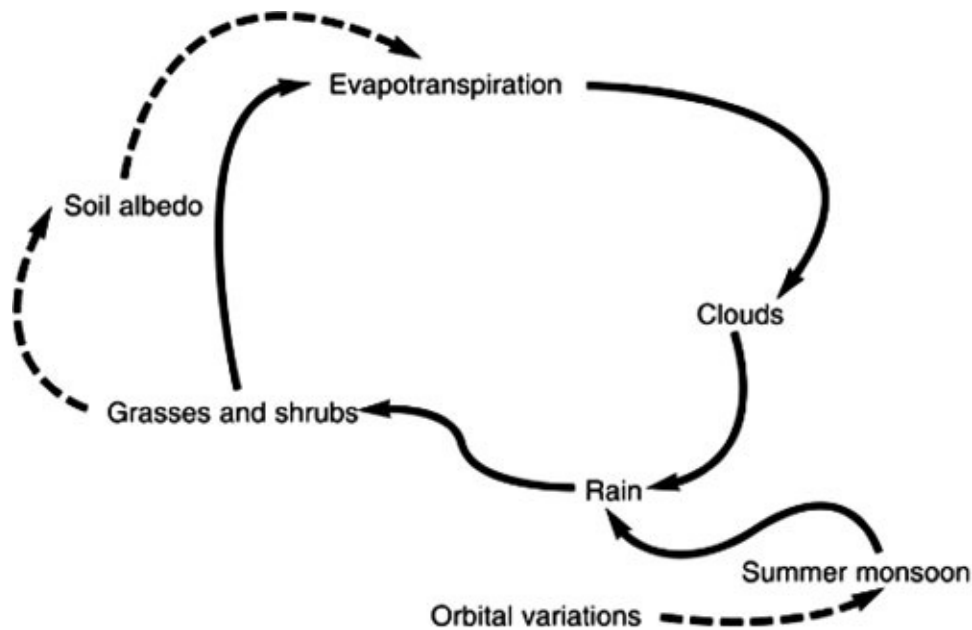 Evapotranspiration
Soil albedo
Clouds
Grasses and shrubs
Rain
Summer monsoon
Orbital variations